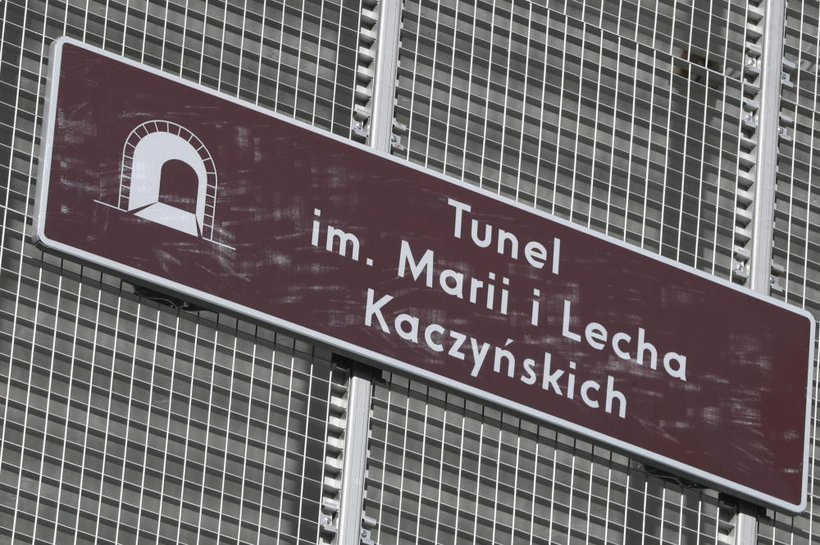 Tunel
im. Marii i Lecha
Kaczyńskich